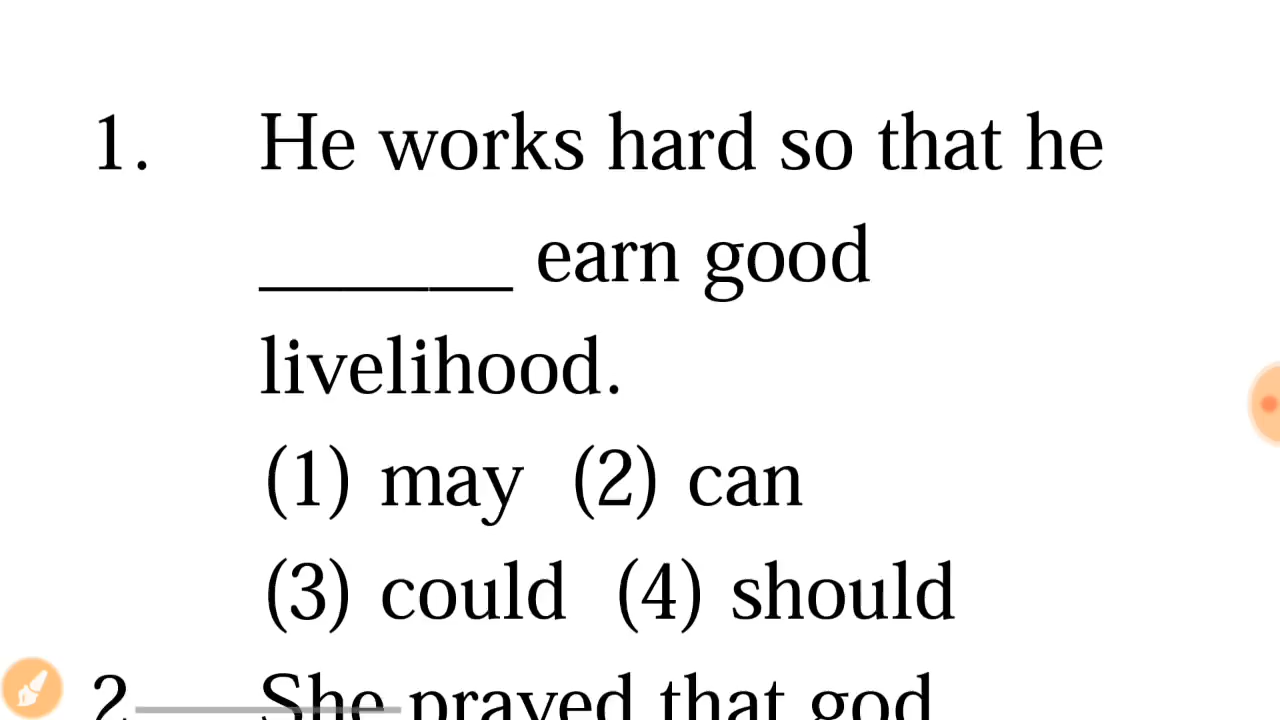 1. He works hard so that he
_______ earn good
livelihood.
(1) may (2) can
(3) could (4) should
2. She prayed that god